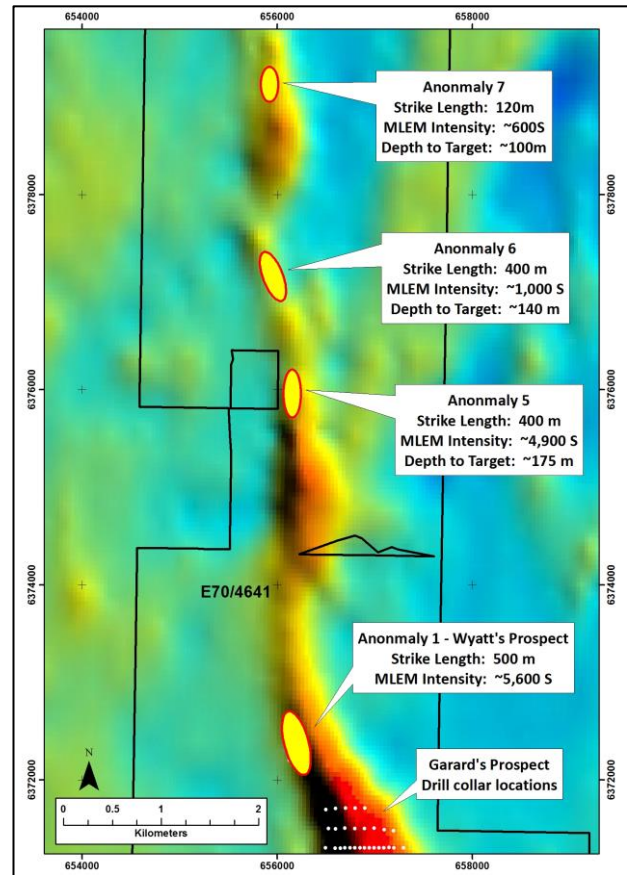 654000
656000
658000
Anonmaly 7
Strike Length: 120m
MLEM Intensity: ~600S
Depth to Target: ~100m
6378000
6378000
Anonmaly 6
Strike Length: 400 m
MLEM Intensity: ~1,000 S
Depth to Target: ~140 m
6376000
6376000
Anonmaly 5
Strike Length: 400 m
MLEM Intensity: ~4,900 S
Depth to Target: ~175 m
6374000
6374000
E70/4641
Anonmaly 1 - Wyatt's Prospect
Strike Length: 500 m
MLEM Intensity: ~5,600 S
Garard's Prospect
Drill collar locations
6372000
6372000
N
0 0.5 1 2
Kilometers
654000
656000
658000